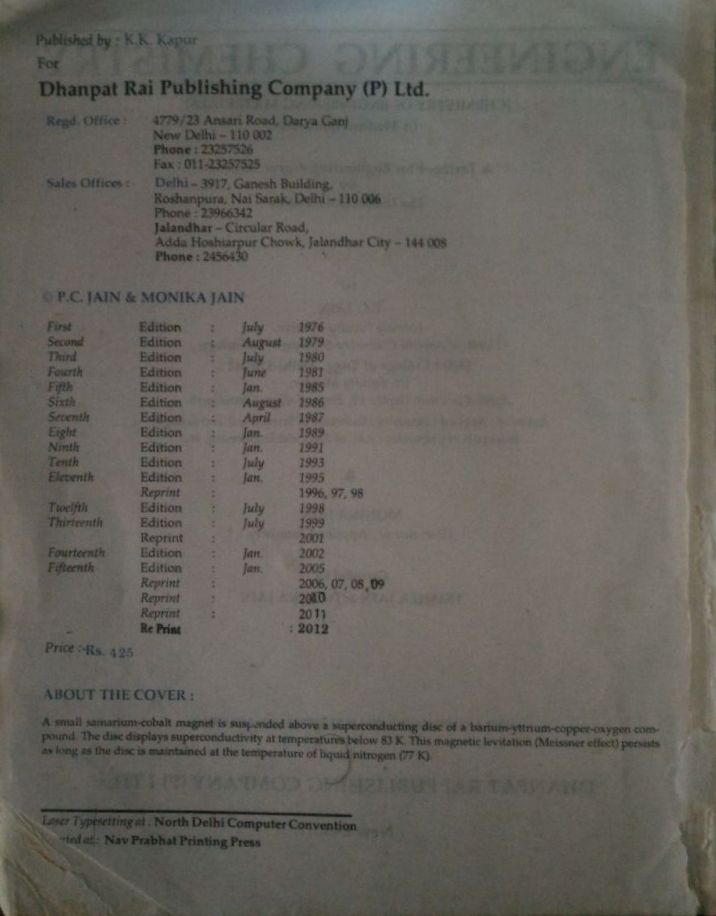 Published by : K.K. Kapur
For
Dhanpat Rai Publishing Company (P) Ltd.
Regd. Office : 4779/23 Ansari Road, Darya Ganj
New Delhi – 110 002
Phone : 23257526
Fax : 011-23257525
Sales Offices : Delhi – 3917, Ganesh Building,
Roshanpura, Nai Sarak, Delhi – 110 006
Phone : 23966342
Jalandhar – Circular Road,
Adda Hoshiarpur Chowk, Jalandhar City – 144 008
Phone : 2456430
© P.C. JAIN & MONIKA JAIN
First Edition : July 1976
Second Edition : August 1979
Third Edition : July 1980
Fourth Edition : June 1981
Fifth Edition : Jan. 1985
Sixth Edition : August 1986
Seventh Edition : April 1987
Eight Edition : Jan. 1989
Ninth Edition : Jan. 1991
Tenth Edition : July 1993
Eleventh Edition : Jan. 1995
Reprint : 1996, 97, 98
Twelfth Edition : July 1998
Thirteenth Edition : July 1999
Reprint : 2001
Fourteenth Edition : Jan. 2002
Fifteenth Edition : Jan. 2005
Reprint : 2006, 07, 08, 09
Reprint : 2010
Reprint : 2011
Re Print : 2012
Price :-Rs. 425
ABOUT THE COVER :
A small samarium-cobalt magnet is suspended above a superconducting disc of a barium-yttrium-copper-oxygen com-
pound. The disc displays superconductivity at temperatures below 83 K. This magnetic levitation (Meissner effect) persists
as long as the disc is maintained at the temperature of liquid nitrogen (77 K).
Laser Typesetting at : North Delhi Computer Convention
at : Nav Prabhat Printing Press